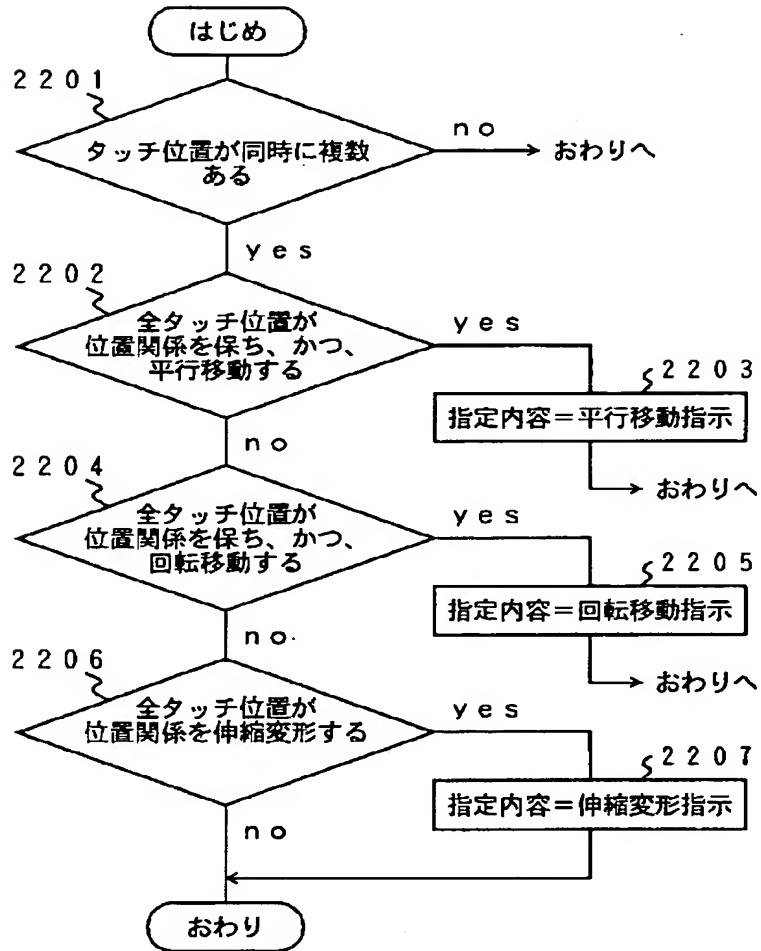 はじめ
2201
タッチ位置が同時に複数
ある
no
おわりへ
yes
2202
全タッチ位置が
位置関係を保ち、かつ、
平行移動する
yes
2203
指定内容=平行移動指示
おわりへ
no
2204
全タッチ位置が
位置関係を保ち、かつ、
回転移動する
yes
2205
指定内容=回転移動指示
おわりへ
no
2206
全タッチ位置が
位置関係を伸縮変形する
yes
2207
指定内容=伸縮変形指示
no
おわり